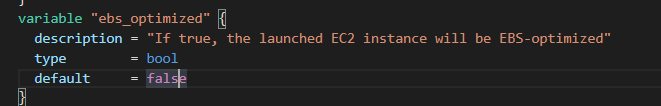 }
variable "ebs_optimized" {
  description = "If true, the launched EC2 instance will be EBS-optimized"
  type        = bool
  default     = false
}